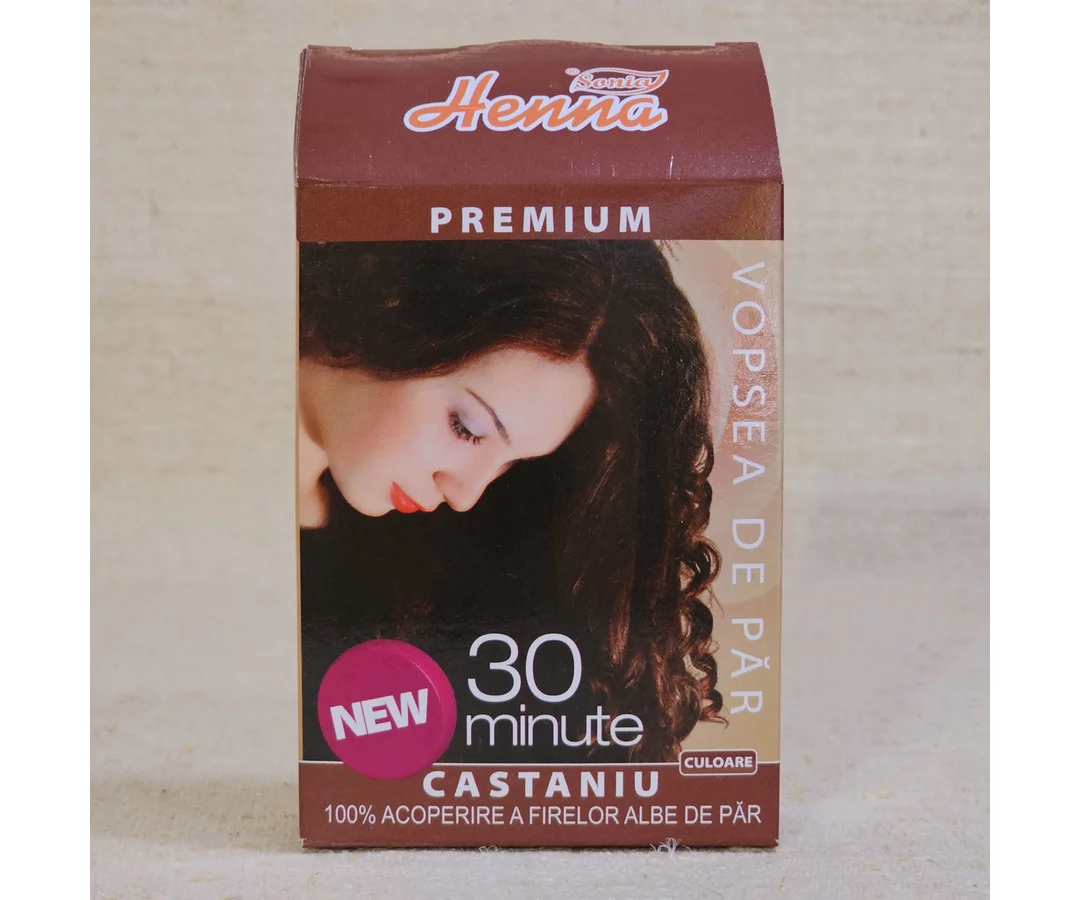 ®Sonia
Henna
PREMIUM
VOPSEA DE PĂR
NEW
30
minute
CULOARE
CASTANIU
100% ACOPERIRE A FIRELOR ALBE DE PĂR